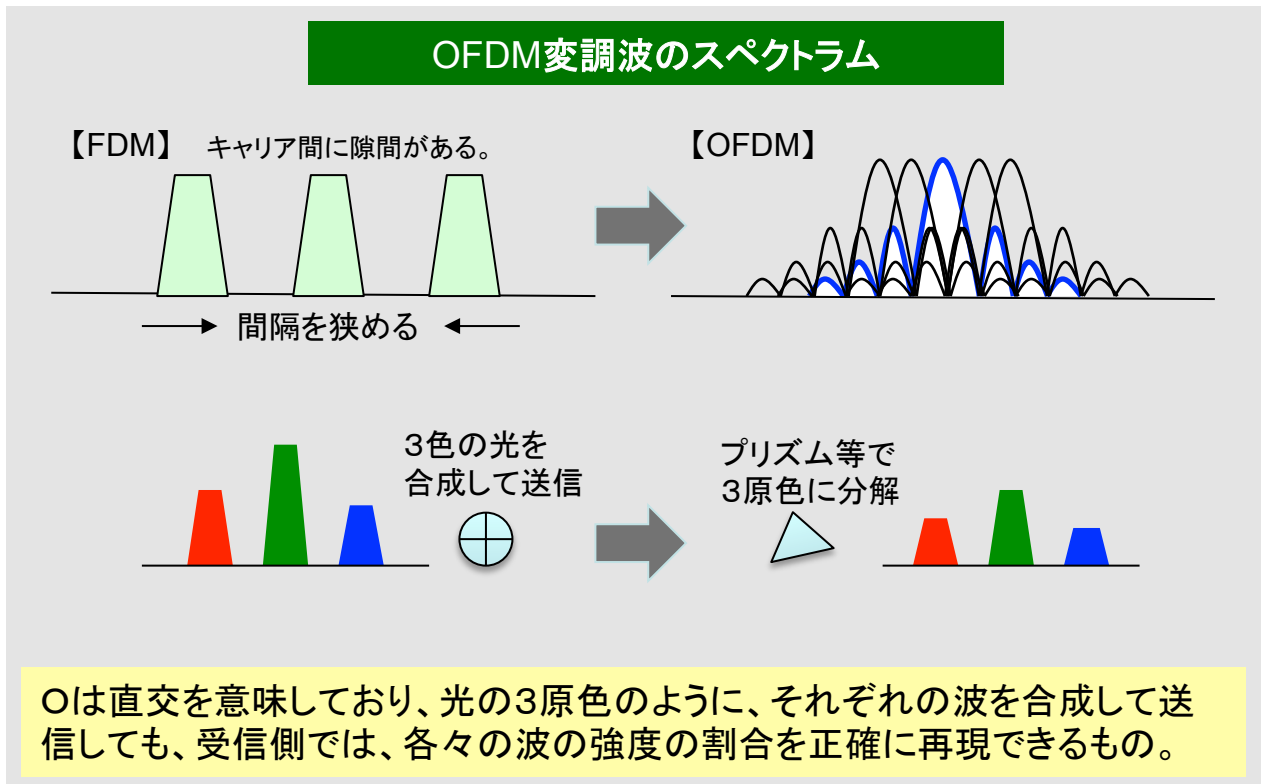 OFDM変調波のスペクトラム
【FDM】 キャリア間に隙間がある。
【OFDM】
間隔を狭める
3色の光を
合成して送信
プリズム等で
3原色に分解
Oは直交を意味しており、光の3原色のように、それぞれの波を合成して送
信しても、受信側では、各々の波の強度の割合を正確に再現できるもの。